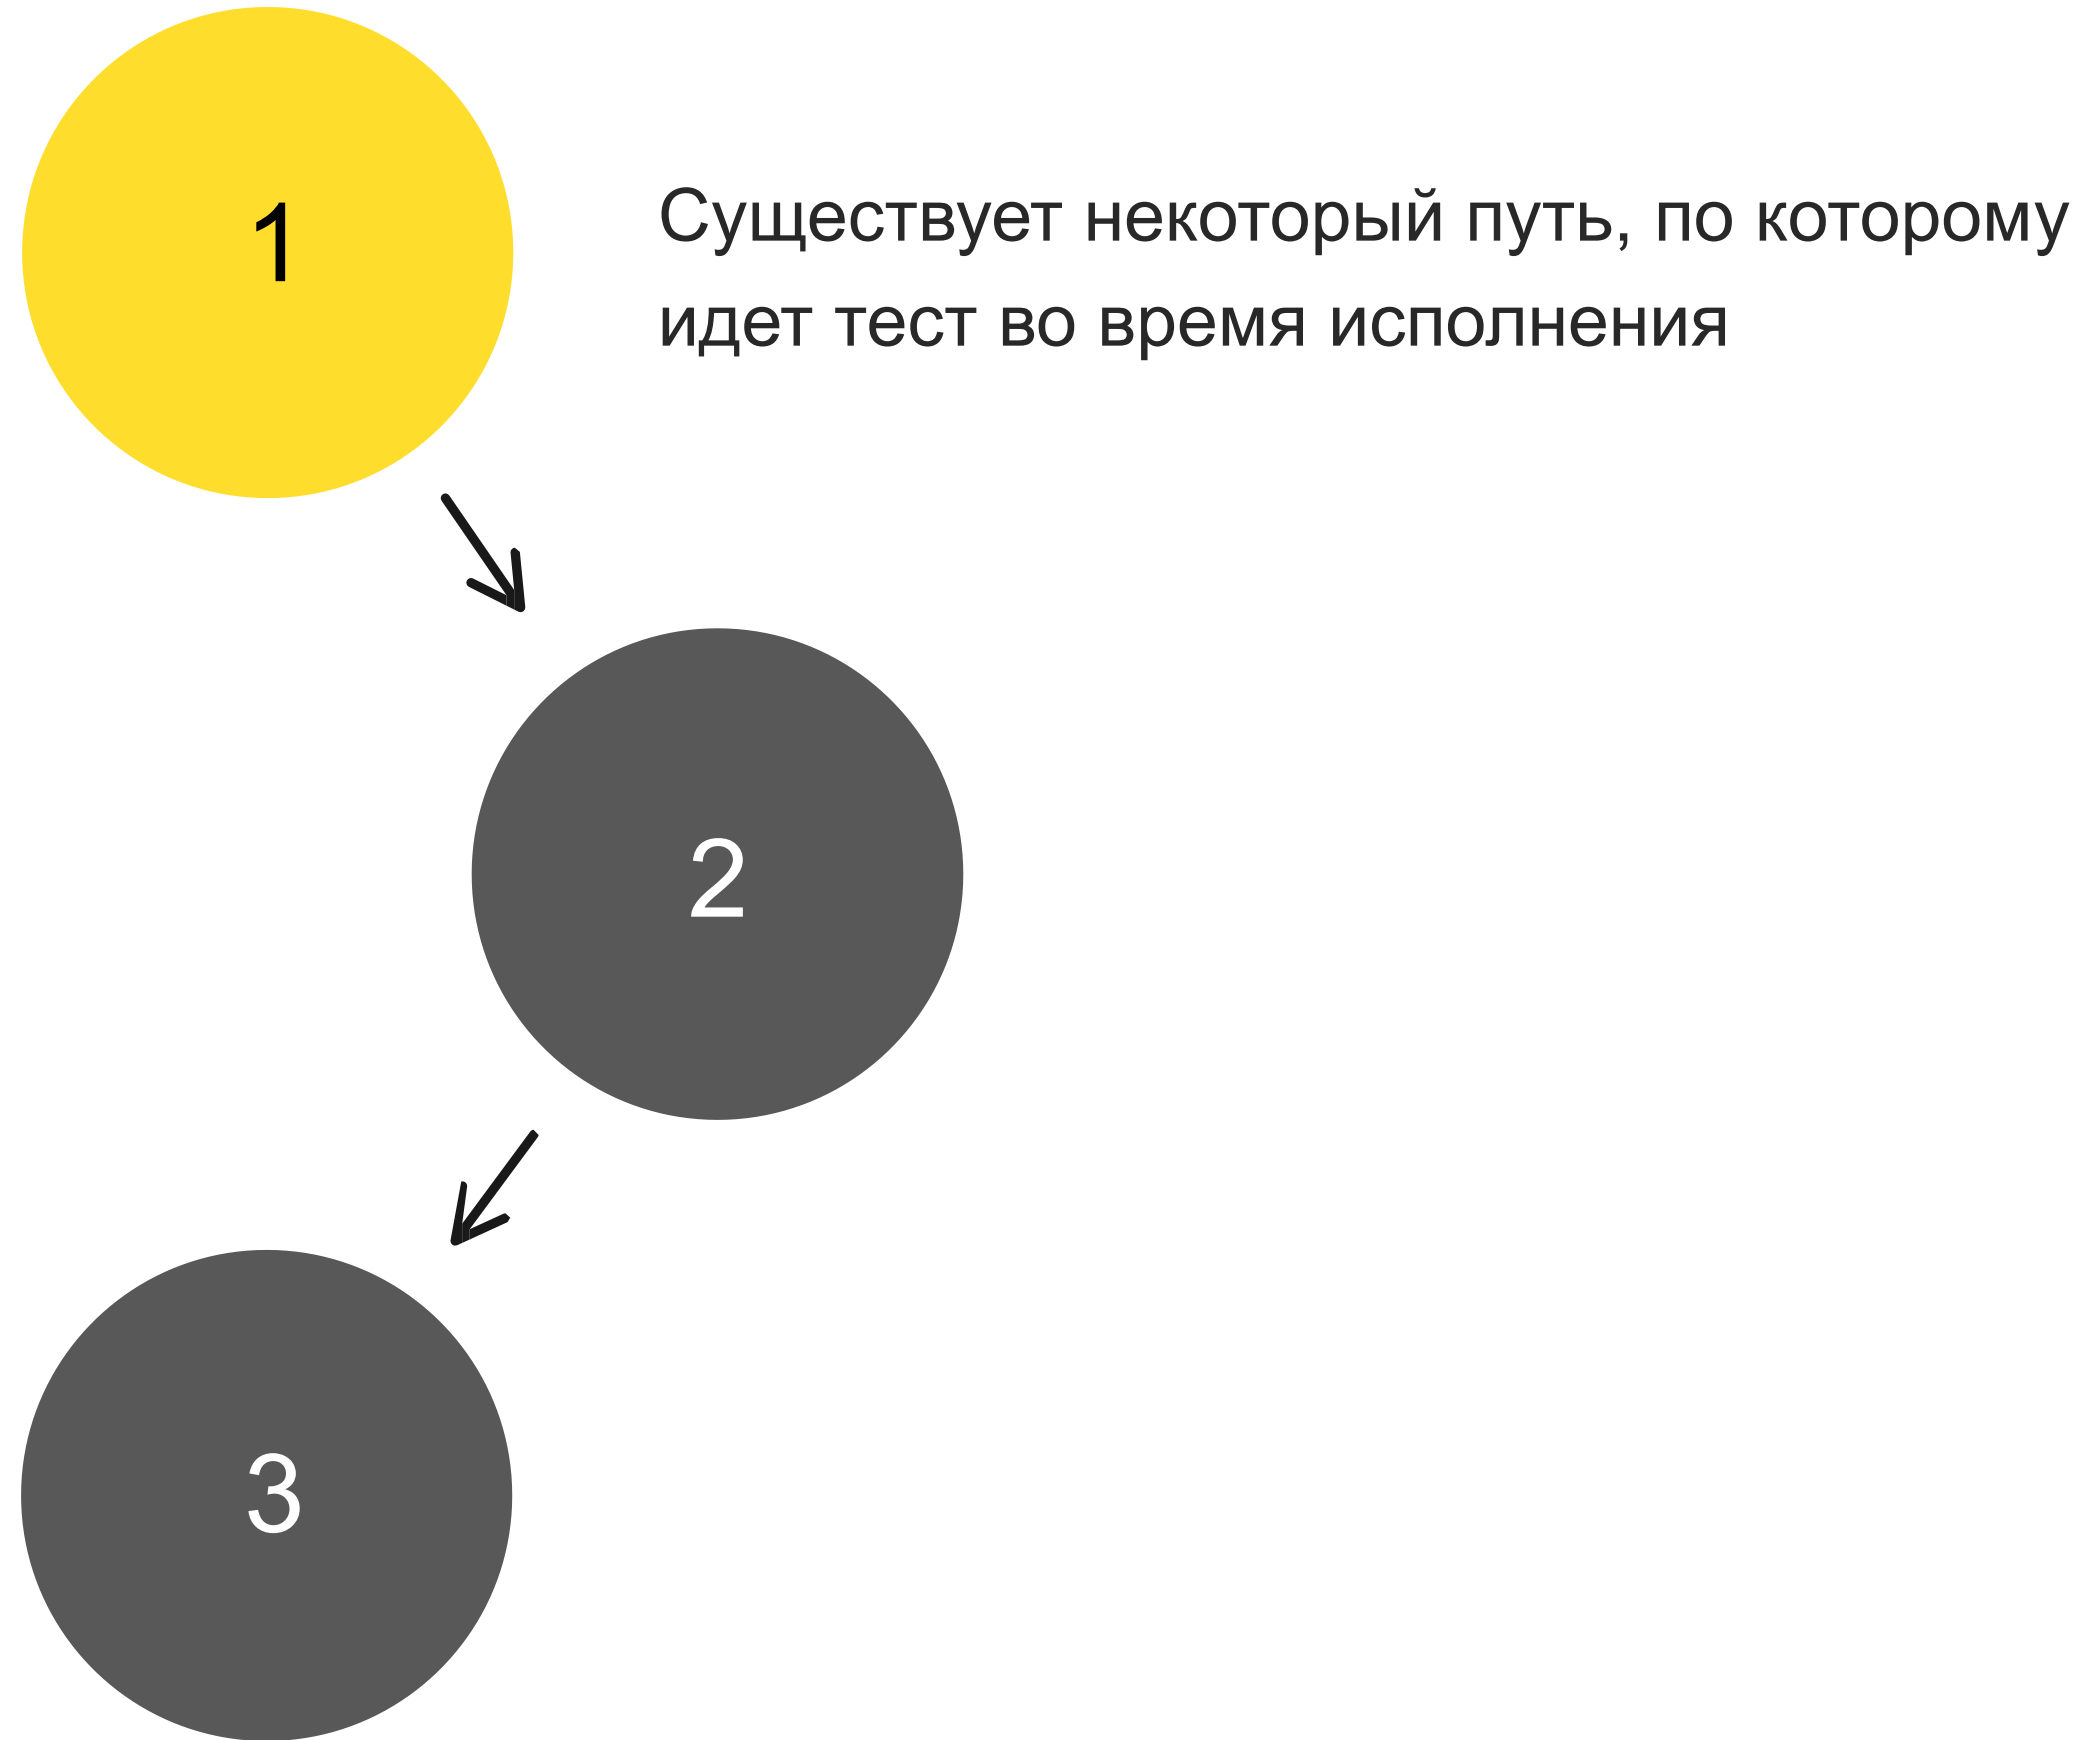 1
Существует некоторый путь, по которому
идет тест во время исполнения
2
3